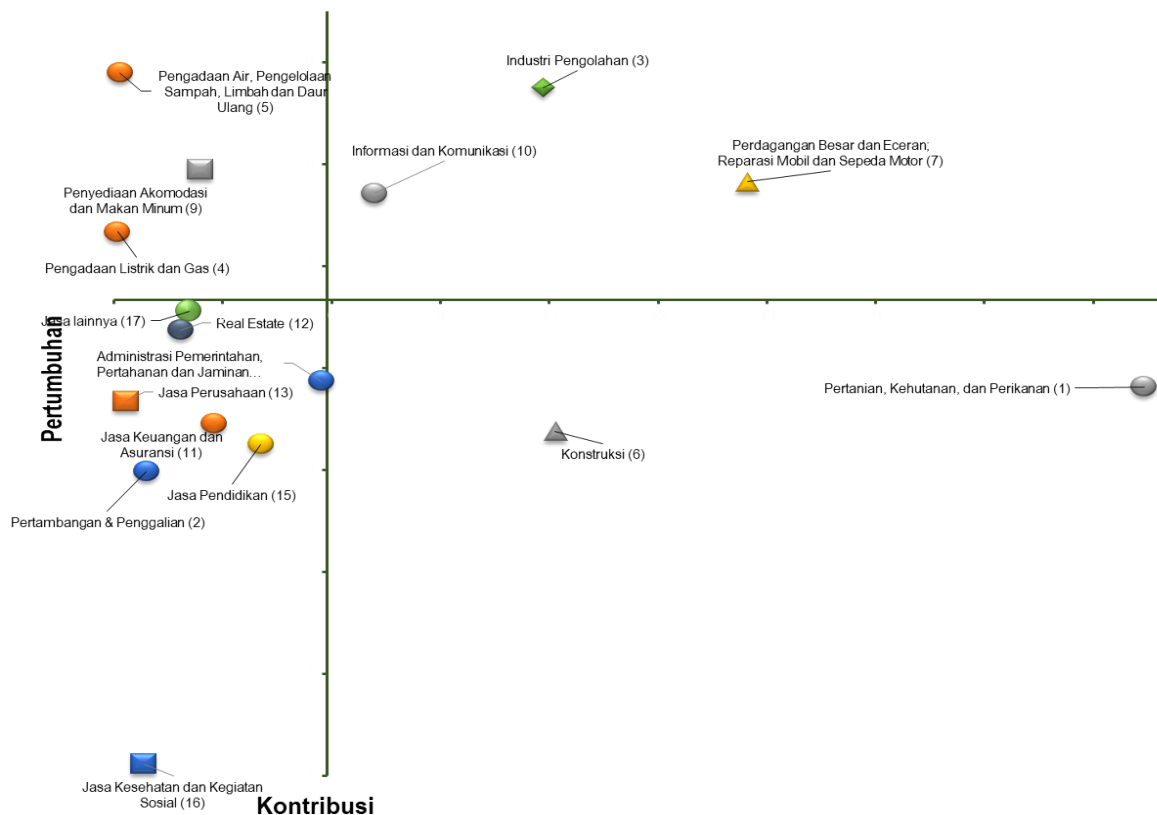 Industri Pengolahan (3)
Pengadaan Air, Pengelolaan
Sampah, Limbah dan Daur
Ulang (5)
Informasi dan Komunikasi (10)
Perdagangan Besar dan Eceran;
Reparasi Mobil dan Sepeda Motor (7)
Penyediaan Akomodasi
dan Makan Minum (9)
Pengadaan Listrik dan Gas (4)
Jasa lainnya (17)
Real Estate (12)
Pertumbuhan
Administrasi Pemerintahan,
Pertahanan dan Jaminan...
Jasa Perusahaan (13)
Pertanian, Kehutanan, dan Perikanan (1)
Jasa Keuangan dan
Asuransi (11)
Konstruksi (6)
Jasa Pendidikan (15)
Pertambangan & Penggalian (2)
Jasa Kesehatan dan Kegiatan
Sosial (16)
Kontribusi